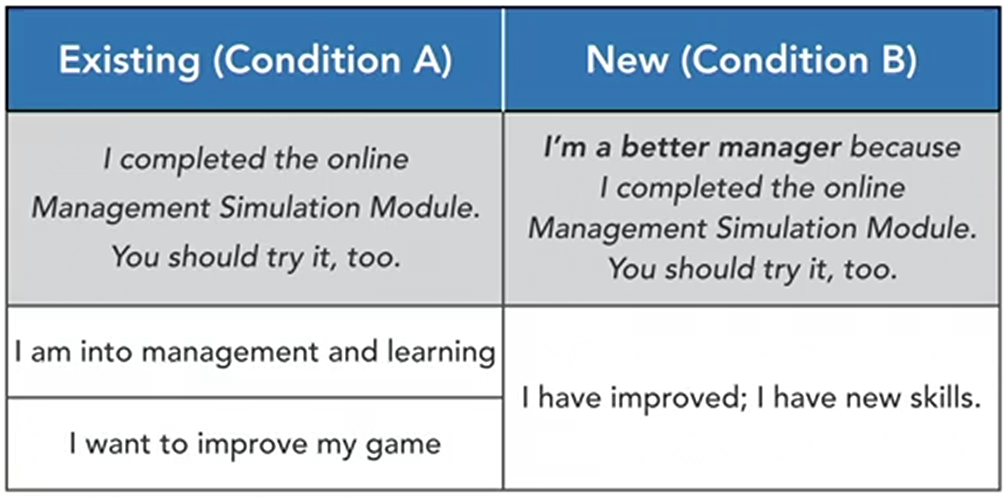 Existing (Condition A)
New (Condition B)
I completed the online
Management Simulation Module.
You should try it, too.
I'm a better manager because
I completed the online
Management Simulation Module.
You should try it, too.
I am into management and learning
I want to improve my game
I have improved; I have new skills.